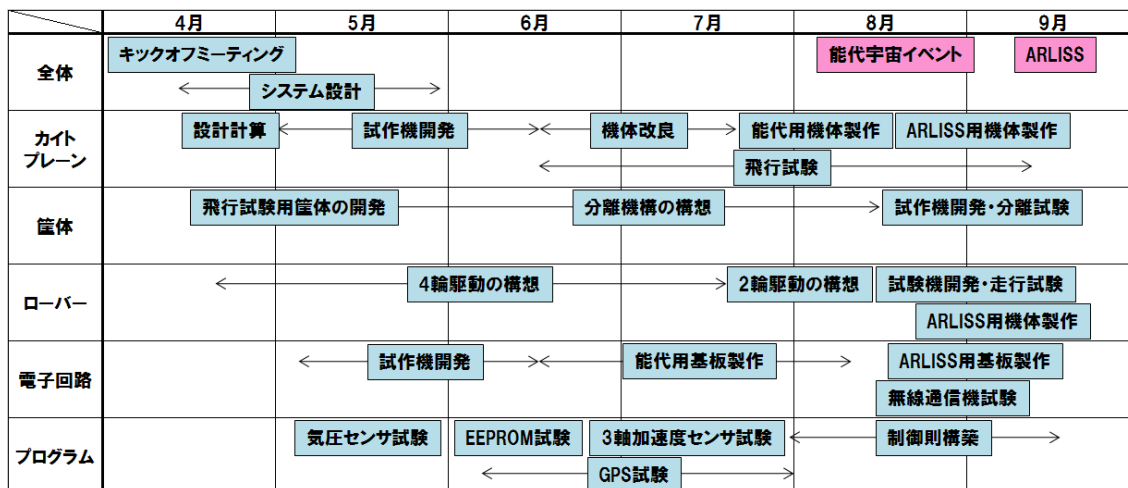 4月 5月 6月 7月 8月 9月
全体
キックオフミーティング
能代宇宙イベント
ARLISS
システム設計
カイト
プレーン
設計計算
試作機開発
機体改良
能代用機体製作
ARLISS用機体製作
飛行試験
筐体
飛行試験用筐体の開発
分離機構の構想
試作機開発・分離試験
ローバー
4輪駆動の構想
2輪駆動の構想
試験機開発・走行試験
ARLISS用機体製作
電子回路
試作機開発
能代用基板製作
ARLISS用基板製作
無線通信機試験
プログラム
気圧センサ試験
EEPROM試験
3軸加速度センサ試験
制御則構築
GPS試験